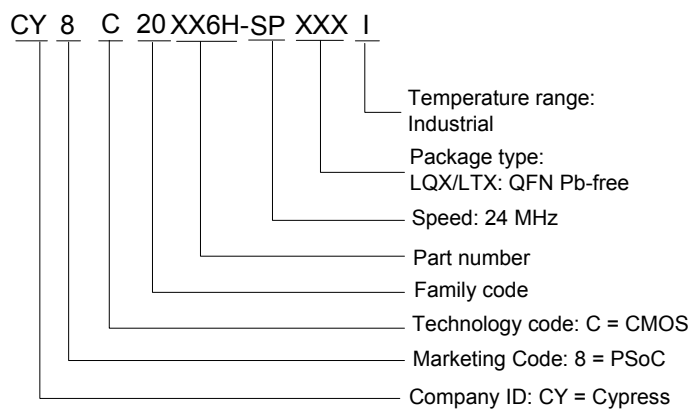 CY 8 C 20 XX6H-SP XXX I
Temperature range:
Industrial
Package type:
LQX/LTX: QFN Pb-free
Speed: 24 MHz
Part number
Family code
Technology code: C = CMOS
Marketing Code: 8 = PSoC
Company ID: CY = Cypress